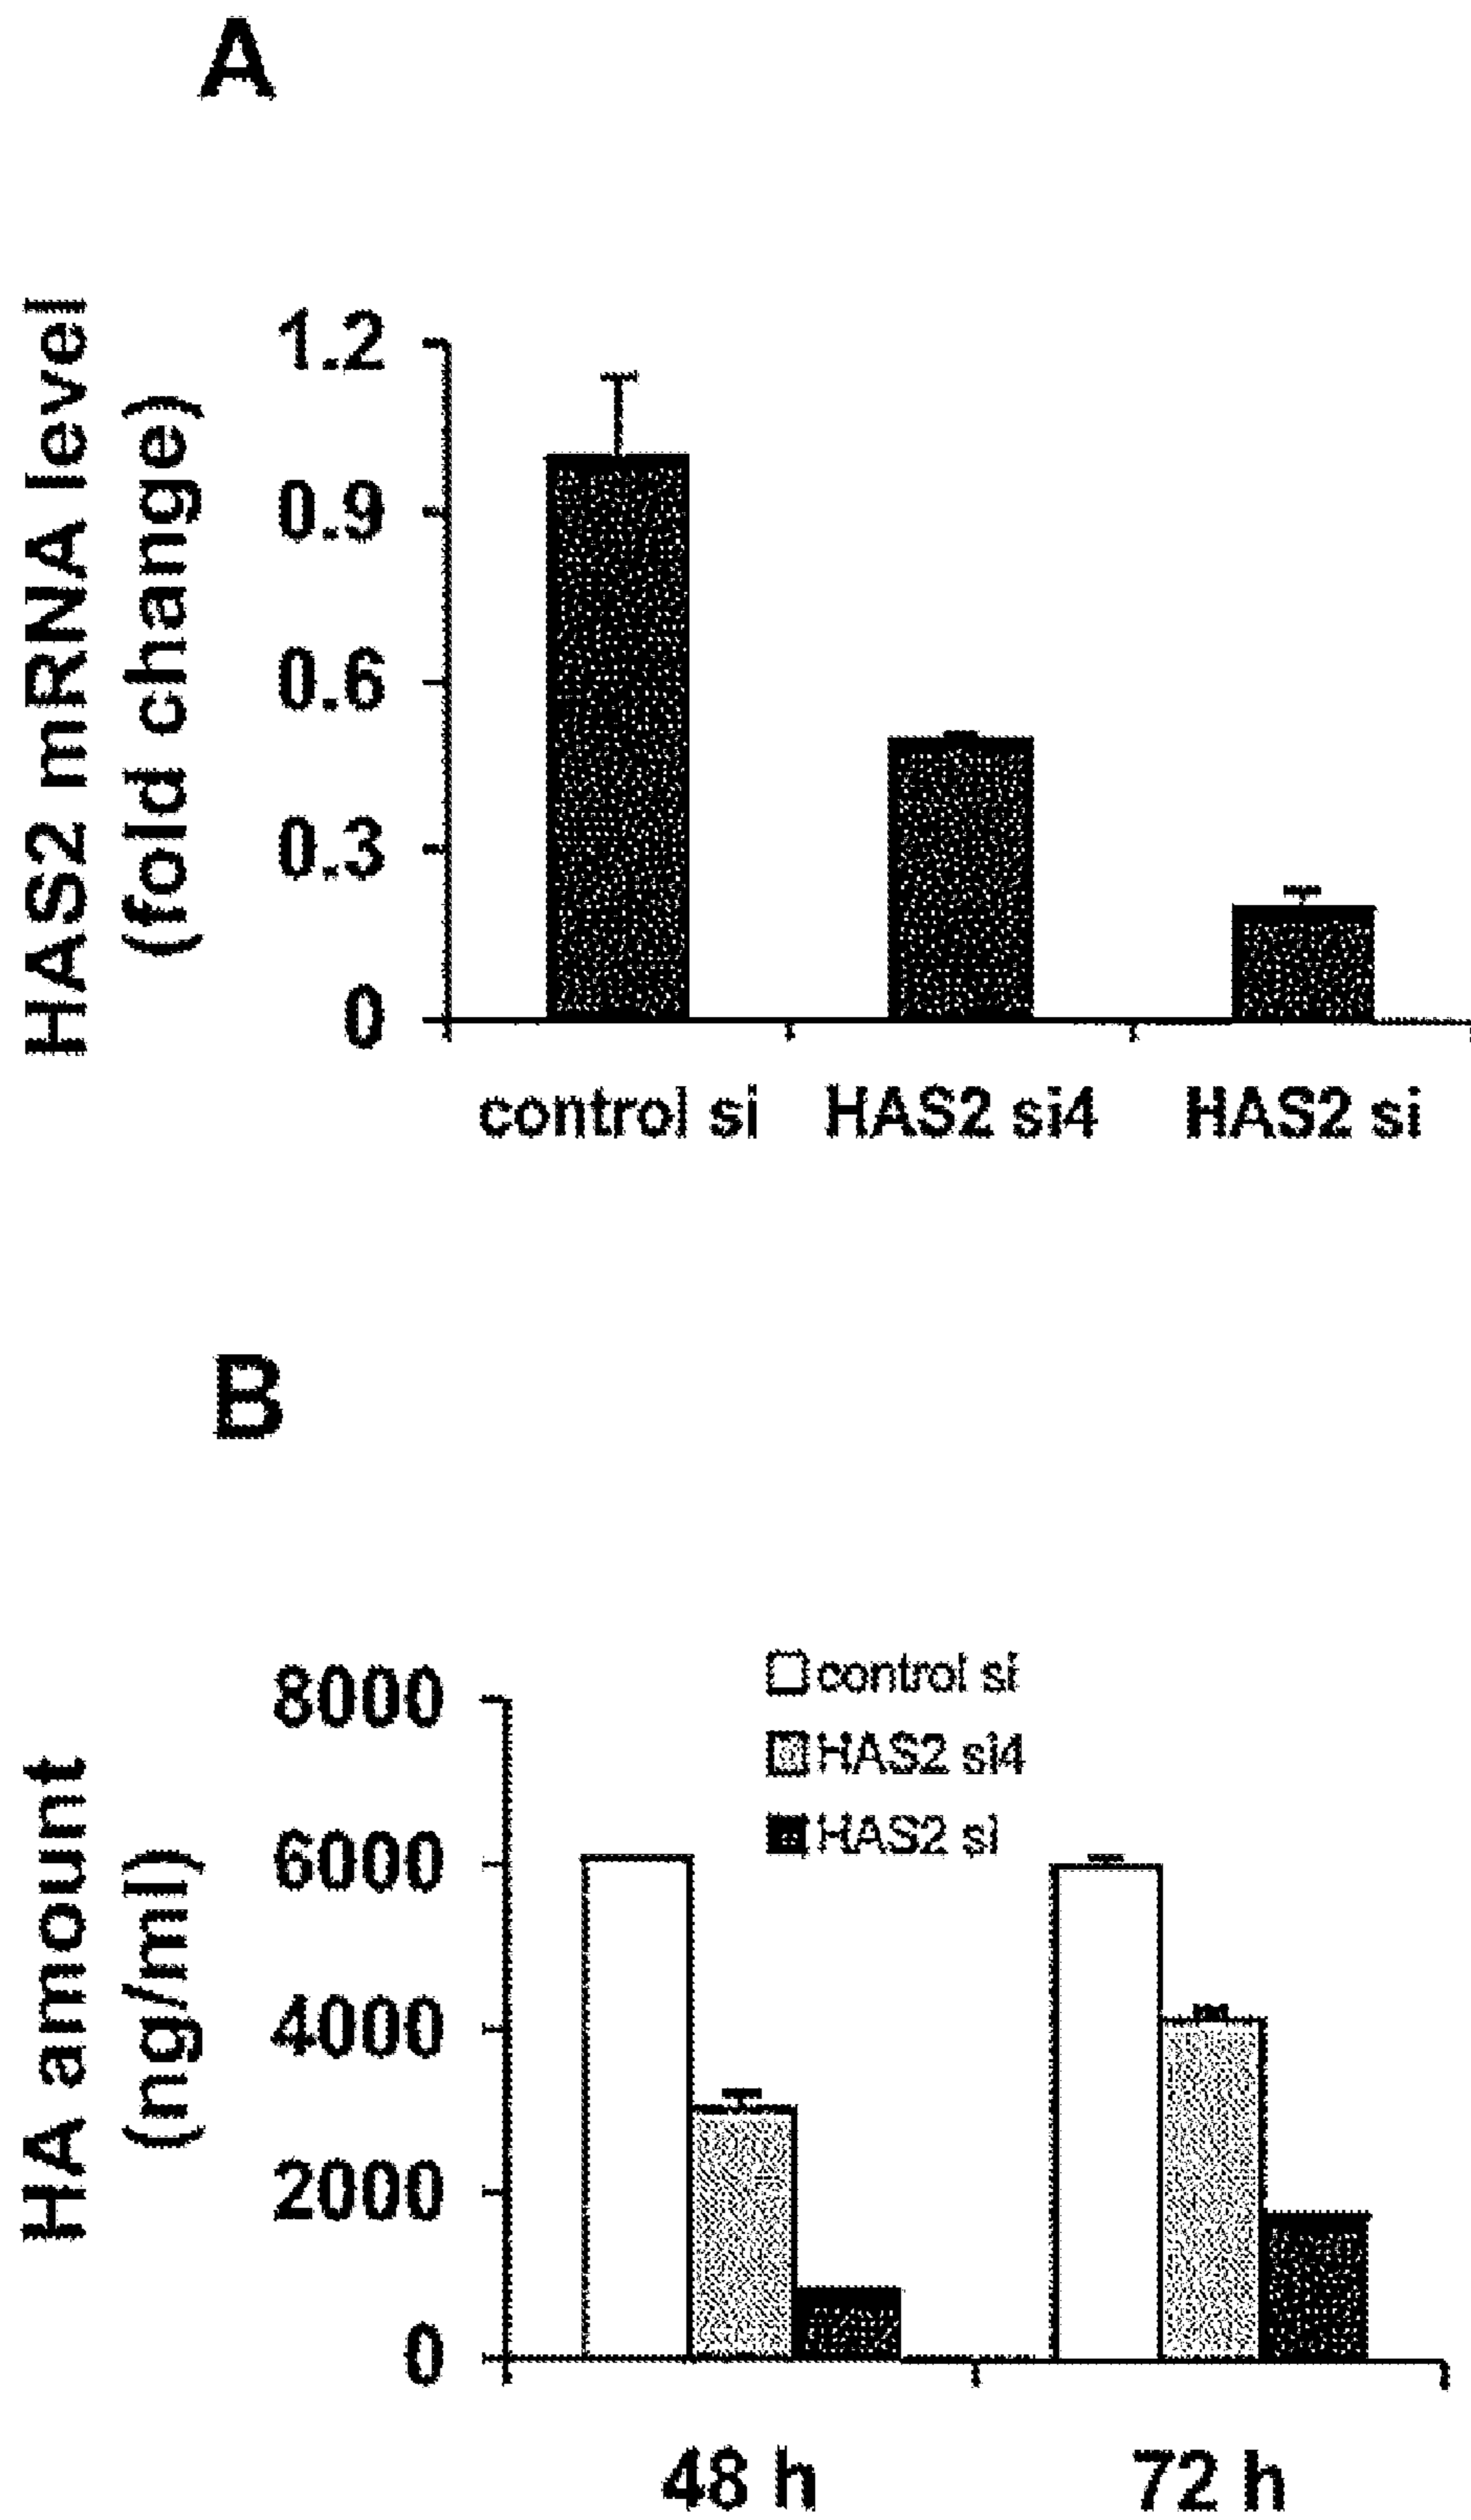 A
HAS2 mRNA level
(fold change)
1.2
0.9
0.6
0.3
0
control si HAS2 si4 HAS2 si
B
HA amount
(ng/ml)
8000
6000
4000
2000
0
control si
HAS2 si4
HAS2 si
48 h 72 h